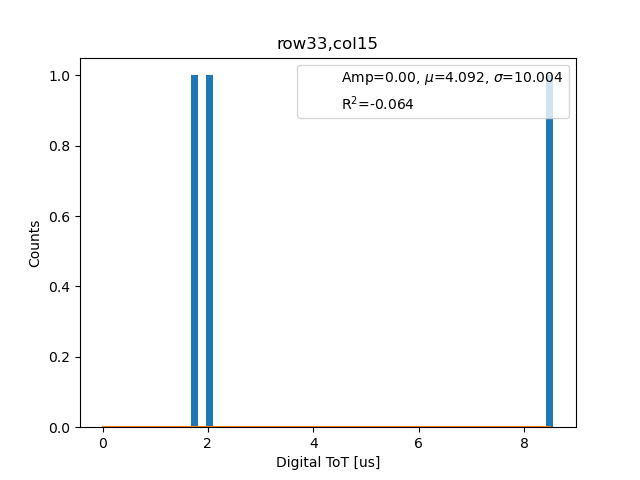 row33,col15
Amp=0.00, μ=4.092, σ=10.004
R²=-0.064
Counts
1.0
0.8
0.6
0.4
0.2
0.0
0 2 4 6 8
Digital ToT [us]